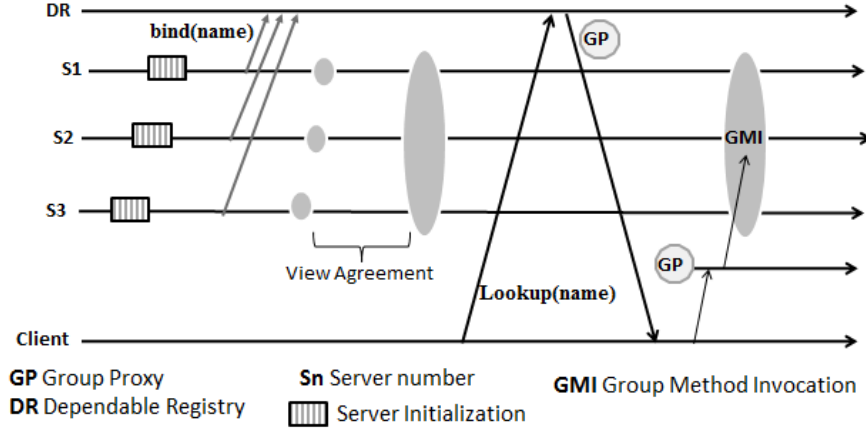 DR
bind(name)
GP
S1
S2
GMI
S3
View Agreement
GP
Lookup(name)
Client
GP Group Proxy
Sn Server number
GMI Group Method Invocation
DR Dependable Registry
Server Initialization